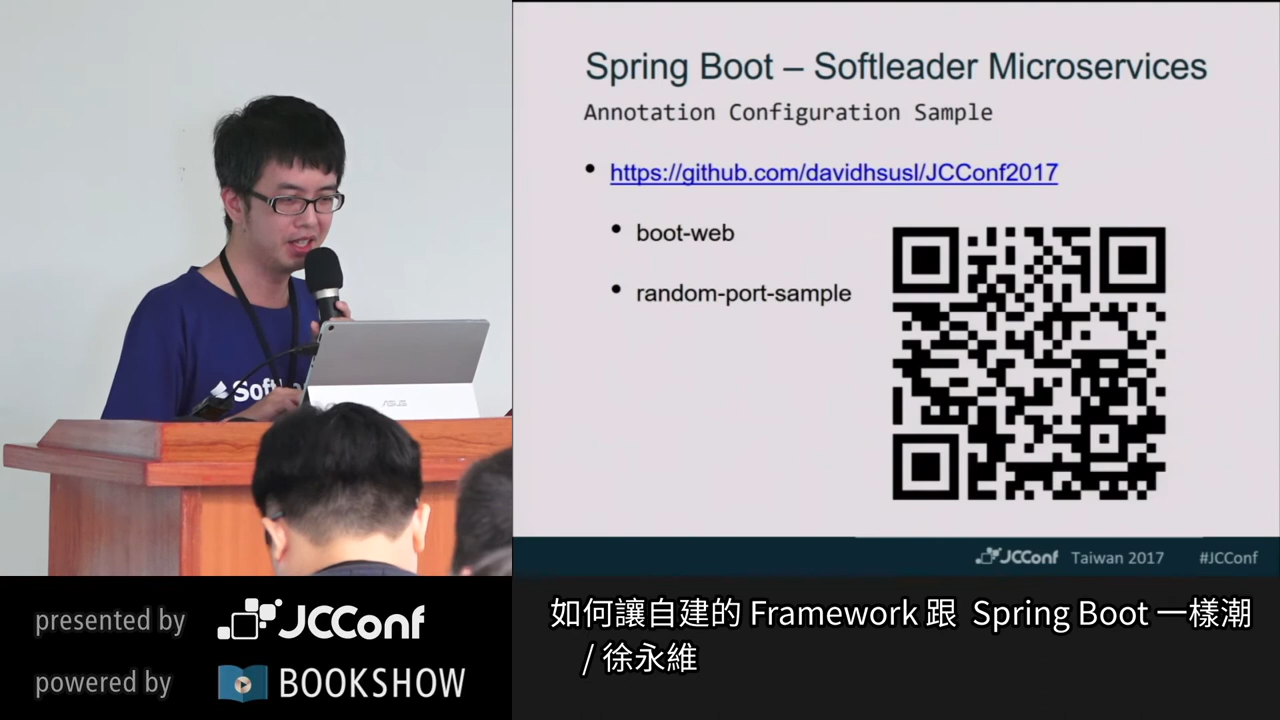 Spring Boot – Softleader Microservices
Annotation Configuration Sample
https://github.com/davidhsusl/JCConf2017
boot-web
random-port-sample
JCConf Taiwan 2017 #JCConf
Soft
ASUS
presented by JCConf
powered by BOOKSHOW
如何讓自建的 Framework 跟 Spring Boot 一樣潮
/ 徐永維